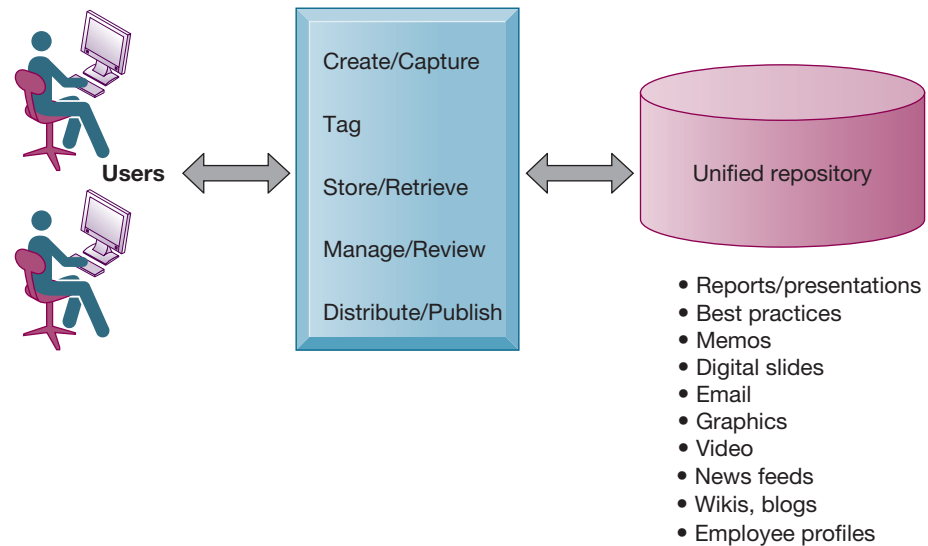 Users
Create/Capture
Tag
Store/Retrieve
Manage/Review
Distribute/Publish
Unified repository
• Reports/presentations
• Best practices
• Memos
• Digital slides
• Email
• Graphics
• Video
• News feeds
• Wikis, blogs
• Employee profiles